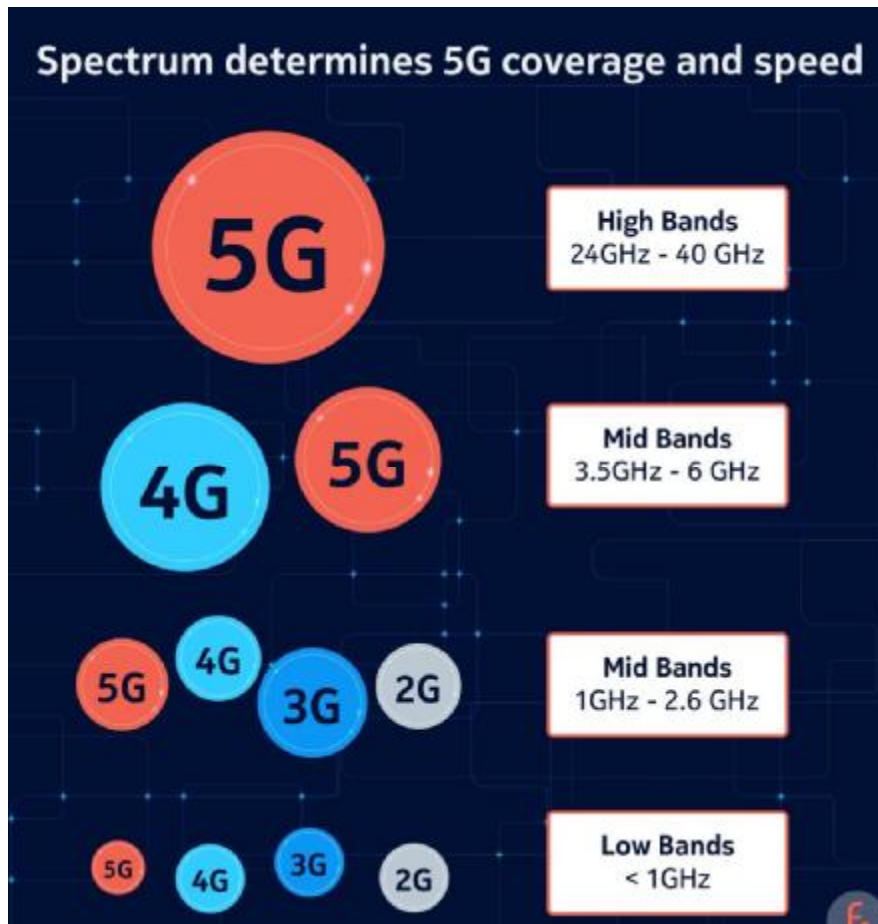 Spectrum determines 5G coverage and speed
5G
High Bands
24GHz - 40 GHz
4G
5G
Mid Bands
3.5GHz - 6 GHz
5G
4G
3G
2G
Mid Bands
1GHz - 2.6 GHz
5G
4G
3G
2G
Low Bands
< 1GHz